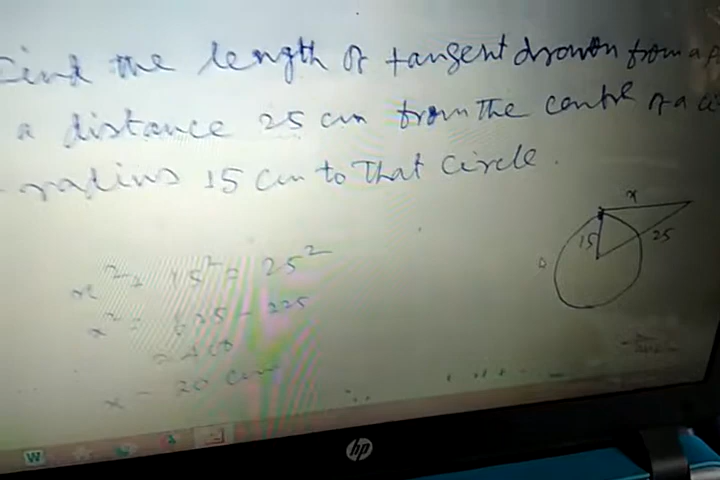 Find the length of tangent drawn from a
a distance 25 cm from the centre of a
radius 15 cm to that circle.
x
15
25
x² + 15² = 25²
x² = 625 - 225
= 400
x = 20 cm
W
hp